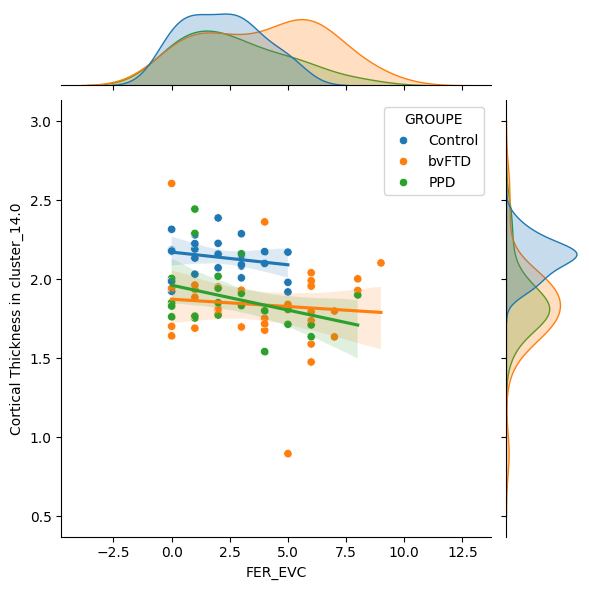 GROUPE
Control
bvFTD
PPD
3.0
2.5
2.0
1.5
1.0
0.5
Cortical Thickness in cluster_14.0
−2.5 0.0 2.5 5.0 7.5 10.0 12.5
FER_EVC